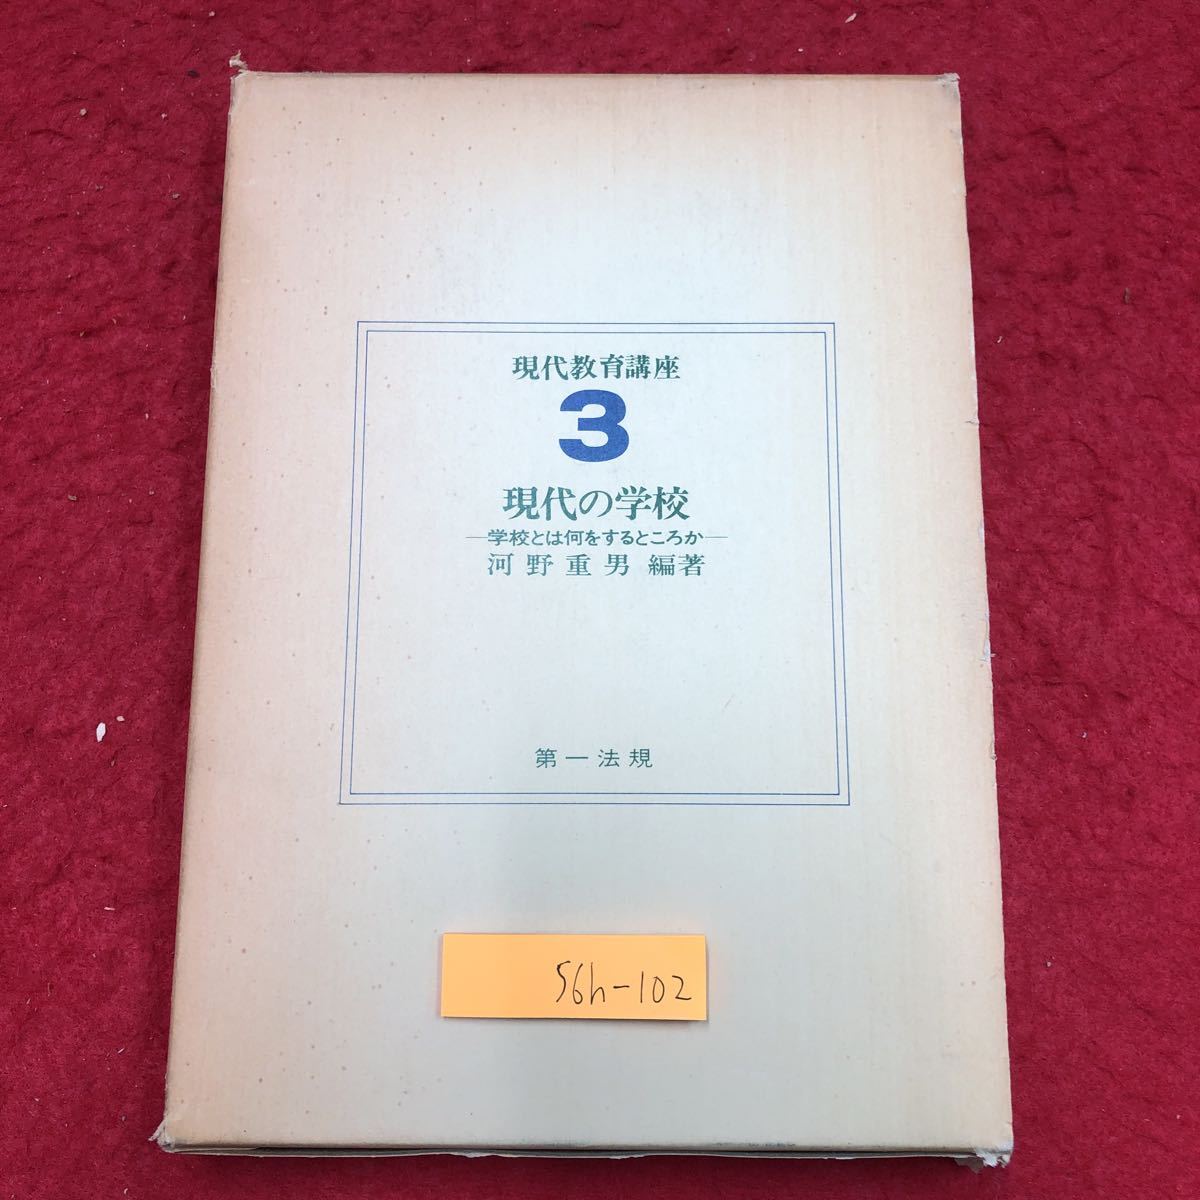 現代教育講座
3
現代の学校
—学校とは何をするところか—
河野重男 編著
第一法規
S6h-102